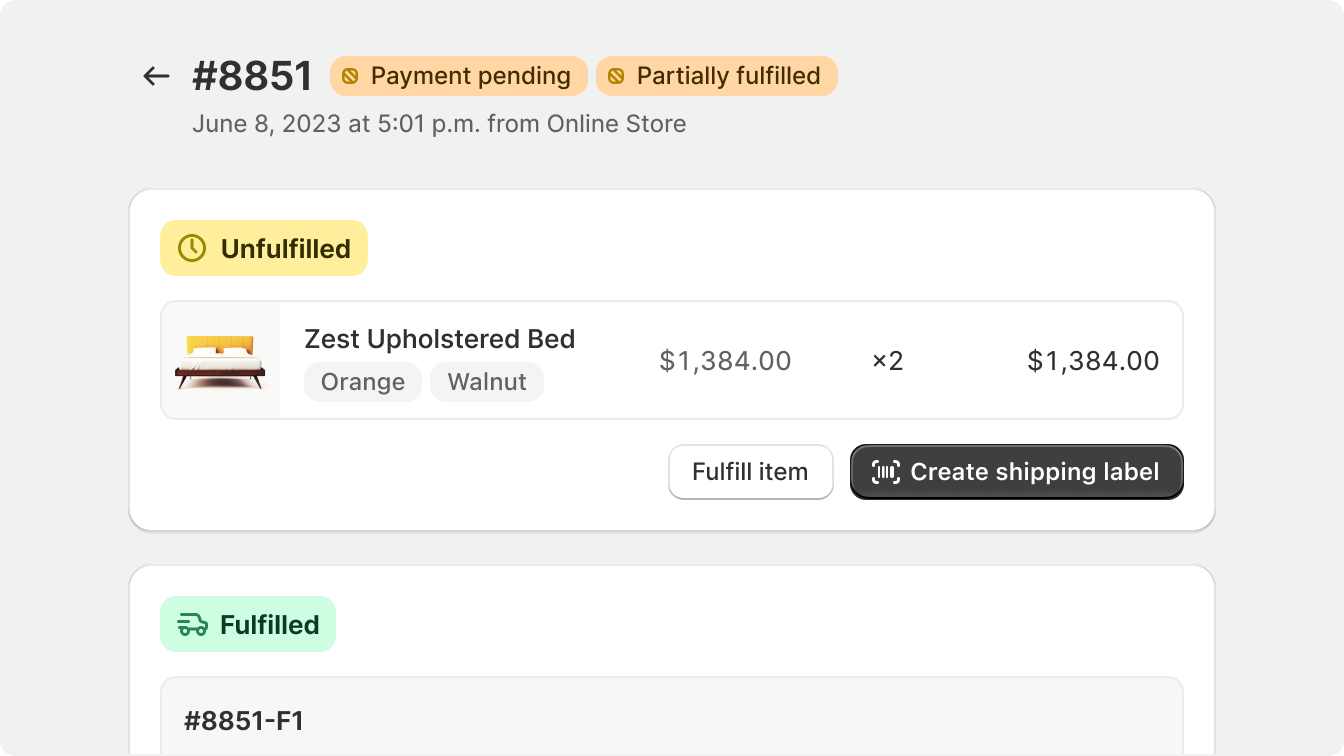 #8851 Payment pending Partially fulfilled
June 8, 2023 at 5:01 p.m. from Online Store
Unfulfilled
Zest Upholstered Bed
Orange Walnut
$1,384.00 ×2 $1,384.00
Fulfill item Create shipping label
Fulfilled
#8851-F1